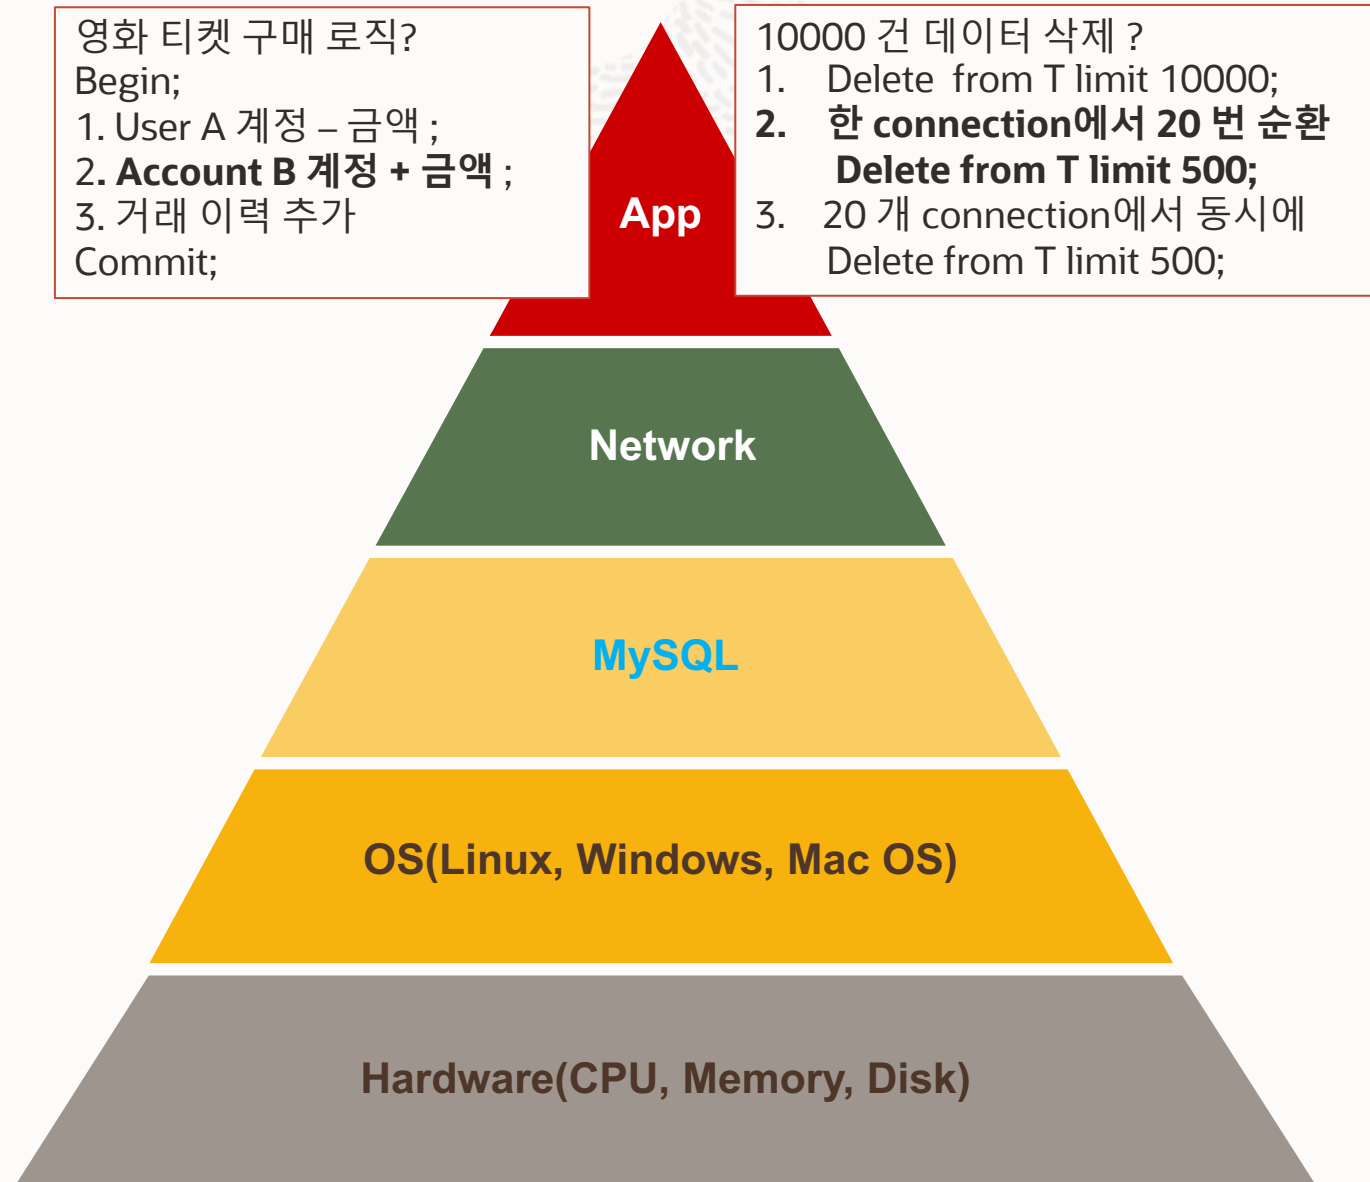 영화 티켓 구매 로직?
Begin;
1. User A 계정 – 금액 ;
2. Account B 계정 + 금액 ;
3. 거래 이력 추가
Commit;
10000 건 데이터 삭제 ?
1. Delete from T limit 10000;
2. 한 connection에서 20 번 순환
Delete from T limit 500;
3. 20 개 connection에서 동시에
Delete from T limit 500;
App
Network
MySQL
OS(Linux, Windows, Mac OS)
Hardware(CPU, Memory, Disk)